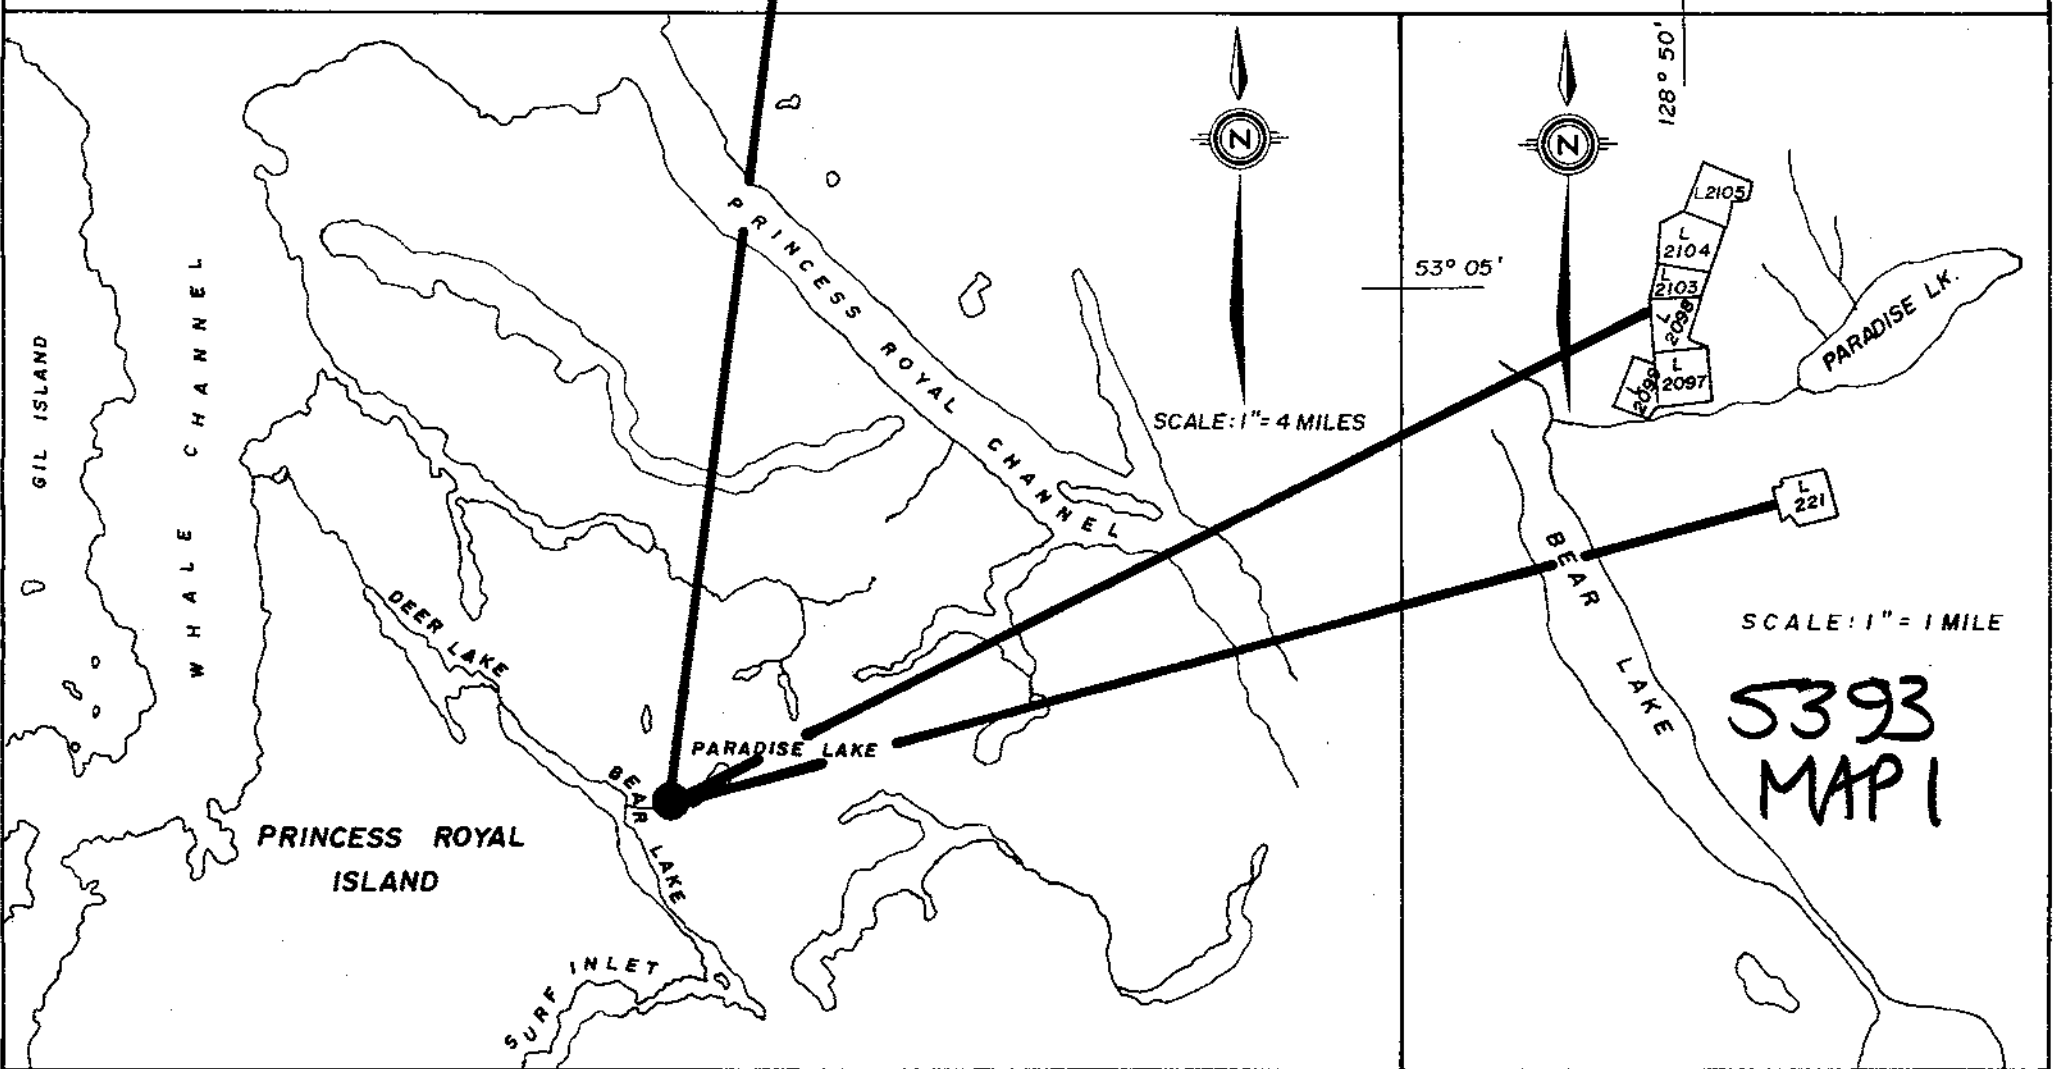 GIL ISLAND
WHALE CHANNEL
PRINCESS ROYAL CHANNEL
N
SCALE: 1" = 4 MILES
DEER LAKE
PARADISE LAKE
BEAR LAKE
PRINCESS ROYAL
ISLAND
SURF INLET
128° 50'
N
53° 05'
L2105
L
2104
L
2103
L
2098
L
2097
L
PARADISE LK.
L
221
BEAR LAKE
SCALE: 1" = 1 MILE
5393
MAP 1